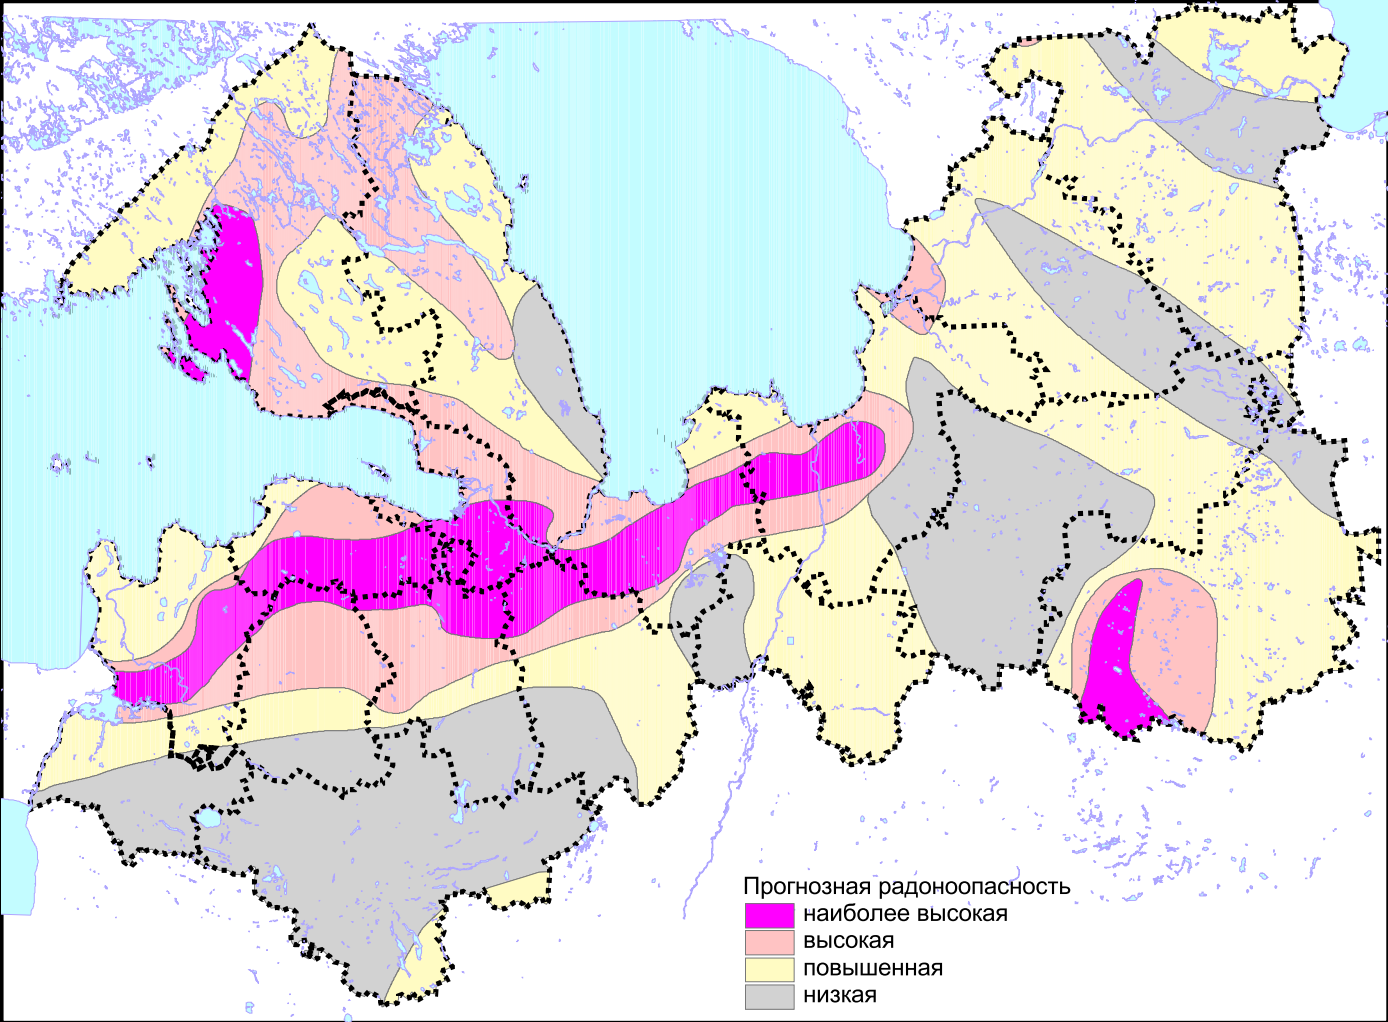 Прогнозная радоноопасность
наиболее высокая
высокая
повышенная
низкая